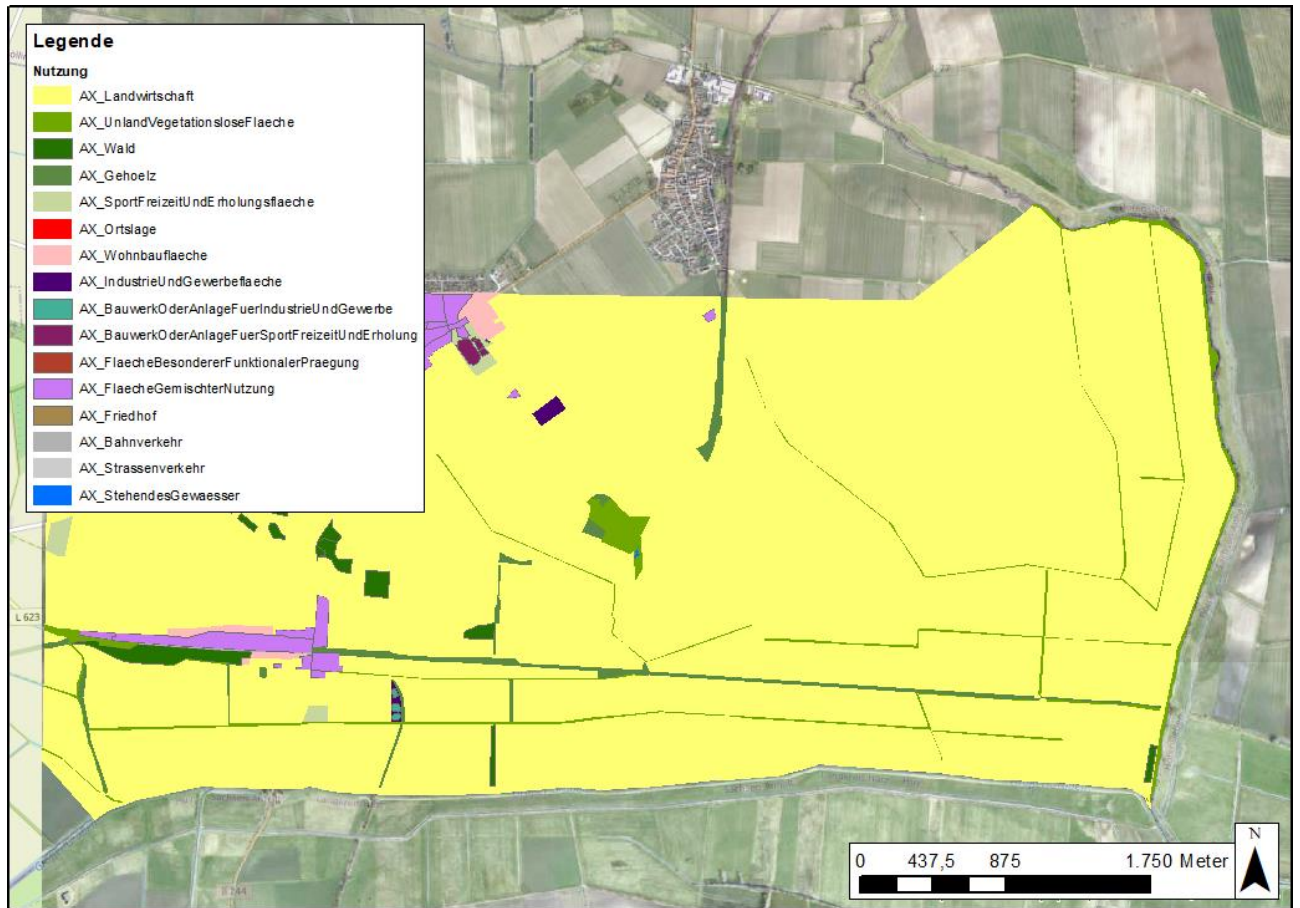 Legende
Nutzung
AX_Landwirtschaft
AX_UnlandVegetationsloseFlaeche
AX_Wald
AX_Gehoelz
AX_SportFreizeitUndErholungsflaeche
AX_Ortslage
AX_Wohnbauflaeche
AX_IndustrieUndGewerbeflaeche
AX_BauwerkOderAnlageFuerIndustrieUndGewerbe
AX_BauwerkOderAnlageFuerSportFreizeitUndErholung
AX_FlaecheBesondererFunktionalerPraegung
AX_FlaecheGemischterNutzung
AX_Friedhof
AX_Bahnverkehr
AX_Strassenverkehr
AX_StehendesGewaesser
L 623
B 244
0 437,5 875 1.750 Meter
N